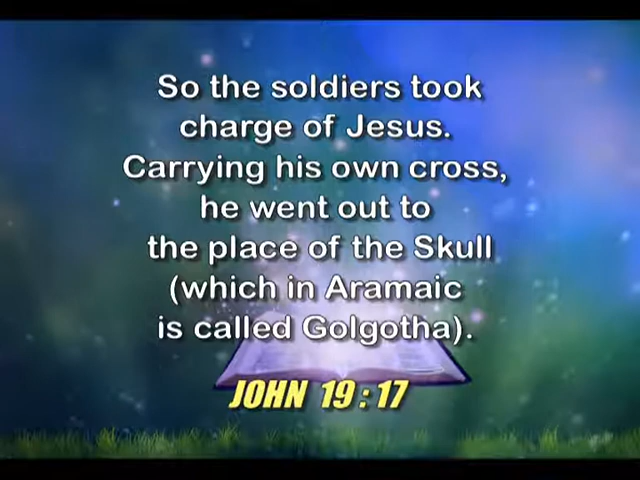 So the soldiers took
charge of Jesus.
Carrying his own cross,
he went out to
the place of the Skull
(which in Aramaic
is called Golgotha).
JOHN 19:17